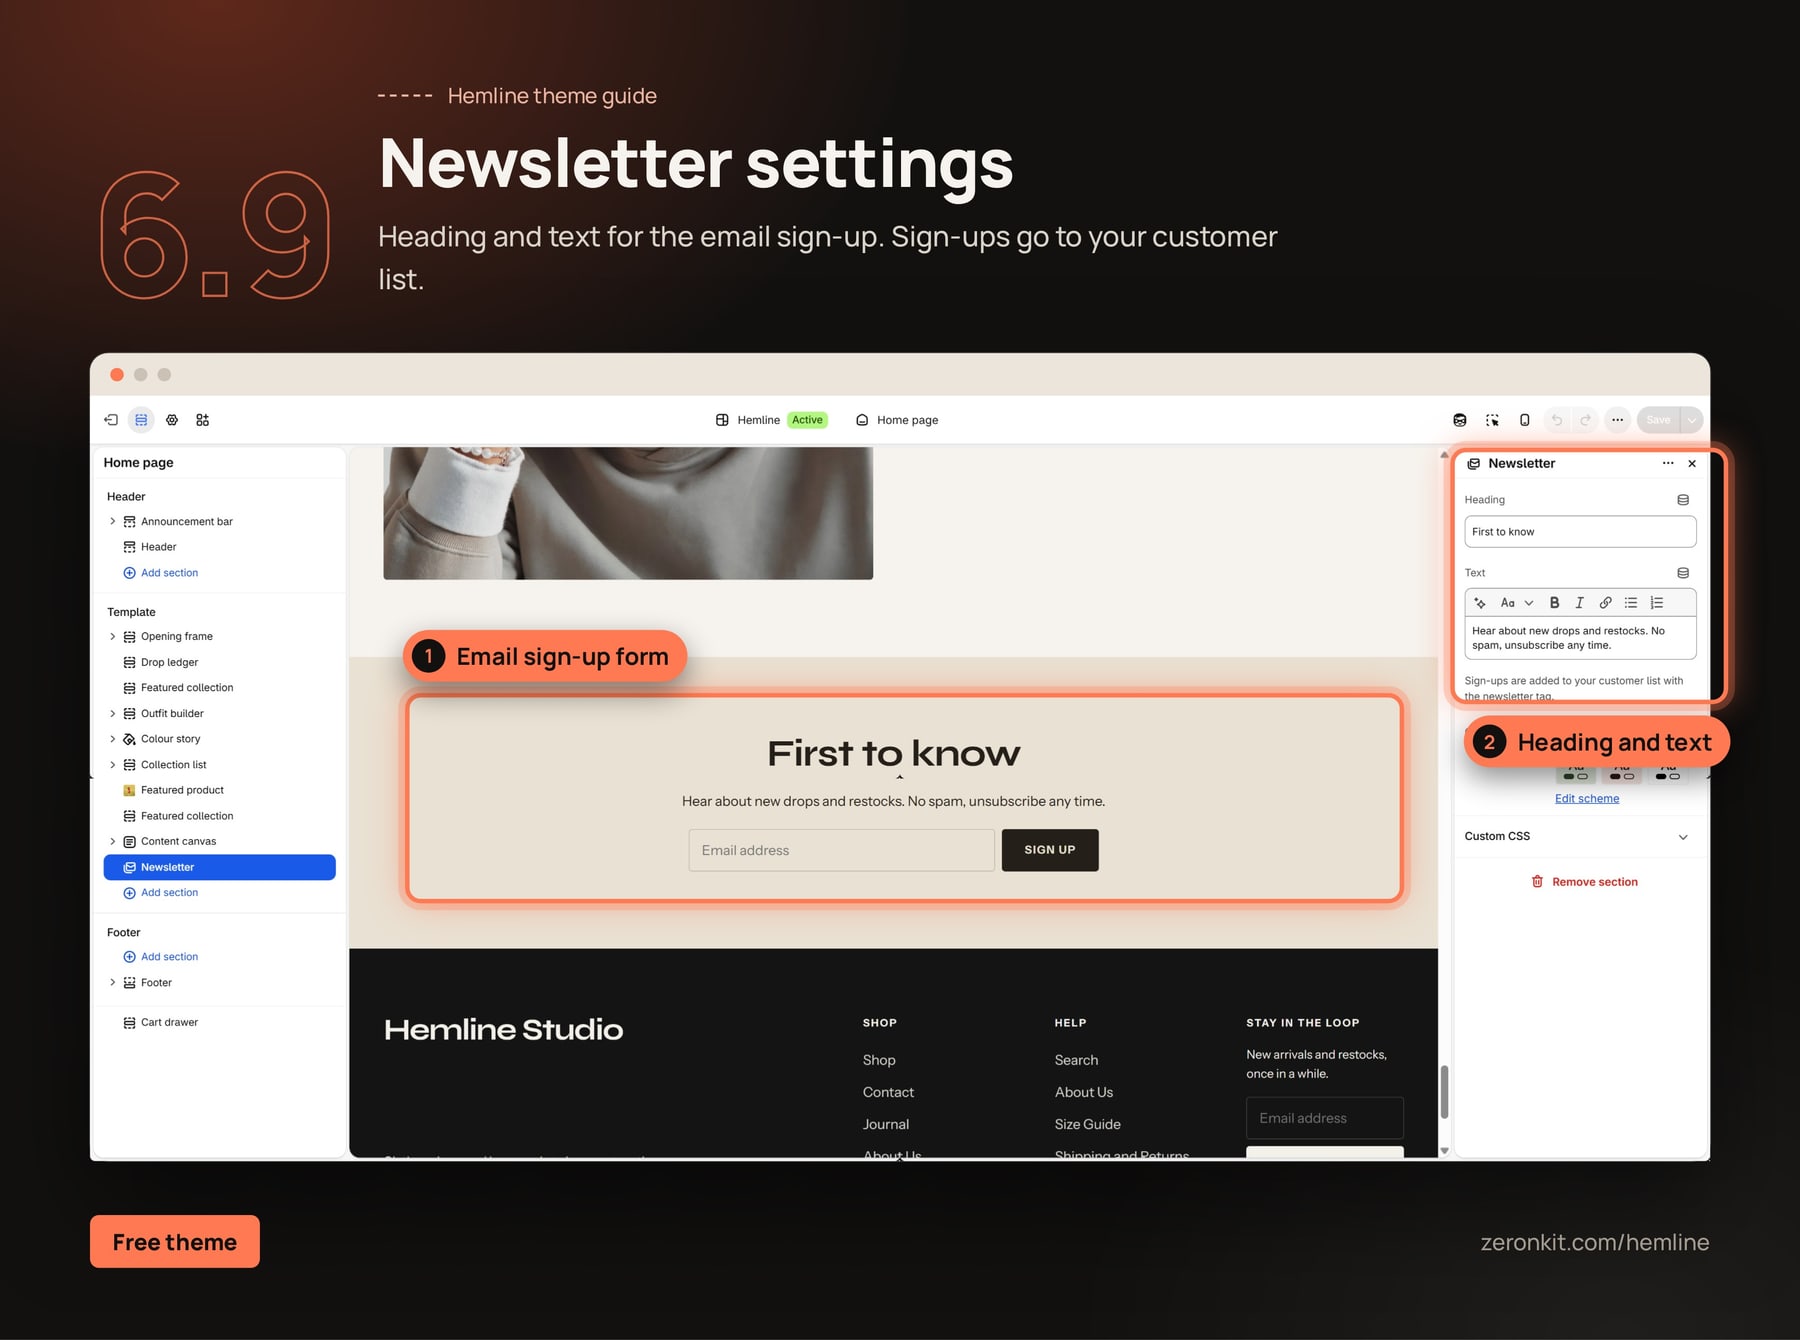 Hemline theme guide
6.9
Newsletter settings
Heading and text for the email sign-up. Sign-ups go to your customer
list.
Hemline Active Home page
Save
Home page
Header
Announcement bar
Header
Add section
Template
Opening frame
Drop ledger
Featured collection
Outfit builder
Colour story
Collection list
Featured product
Featured collection
Content canvas
Newsletter
Add section
Footer
Add section
Footer
Cart drawer
1 Email sign-up form
First to know
Hear about new drops and restocks. No spam, unsubscribe any time.
Email address
SIGN UP
Hemline Studio
SHOP
Shop
Contact
Journal
About Us
HELP
Search
About Us
Size Guide
Shipping and Returns
STAY IN THE LOOP
New arrivals and restocks,
once in a while.
Email address
Newsletter
Heading
First to know
Text
Aa B I
Hear about new drops and restocks. No
spam, unsubscribe any time.
Sign-ups are added to your customer list with
the newsletter tag.
2 Heading and text
Edit scheme
Custom CSS
Remove section
Free theme
zeronkit.com/hemline